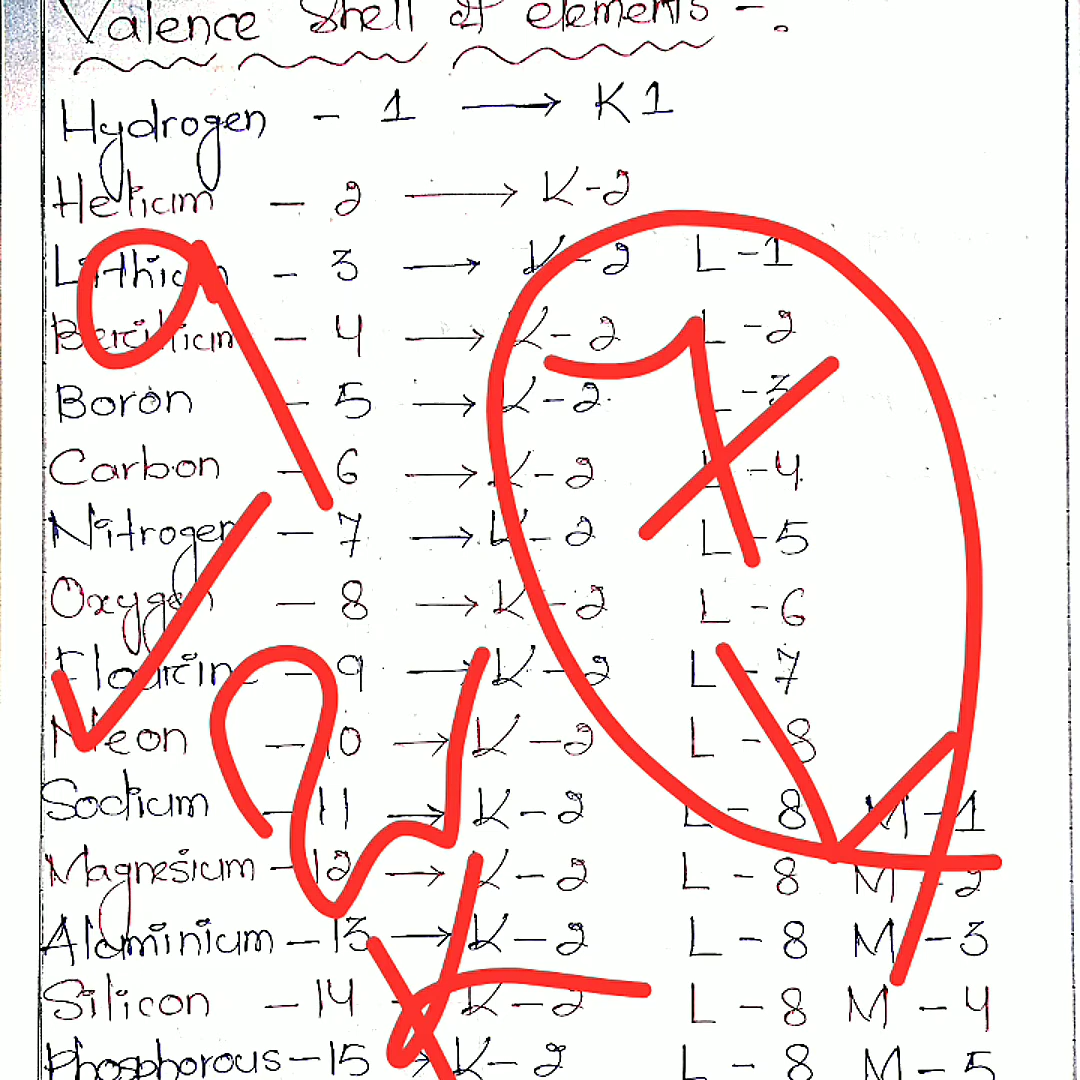 Valence Shell of elements -:
Hydrogen - 1 → K 1
Helium - 2 → K-2
Lithium - 3 → K-2 L-1
Berilium - 4 → K-2 L-2
Boron - 5 → K-2 L-3
Carbon - 6 → K-2 L-4
Nitrogen - 7 → K-2 L-5
Oxygen - 8 → K-2 L-6
Flourine - 9 → K-2 L-7
Neon - 10 → K-2 L-8
Sodium - 11 → K-2 L-8 M-1
Magnesium - 12 → K-2 L-8 M-2
Aluminium - 13 → K-2 L-8 M-3
Silicon - 14 → K-2 L-8 M-4
Phosphorous - 15 → K-2 L-8 M-5